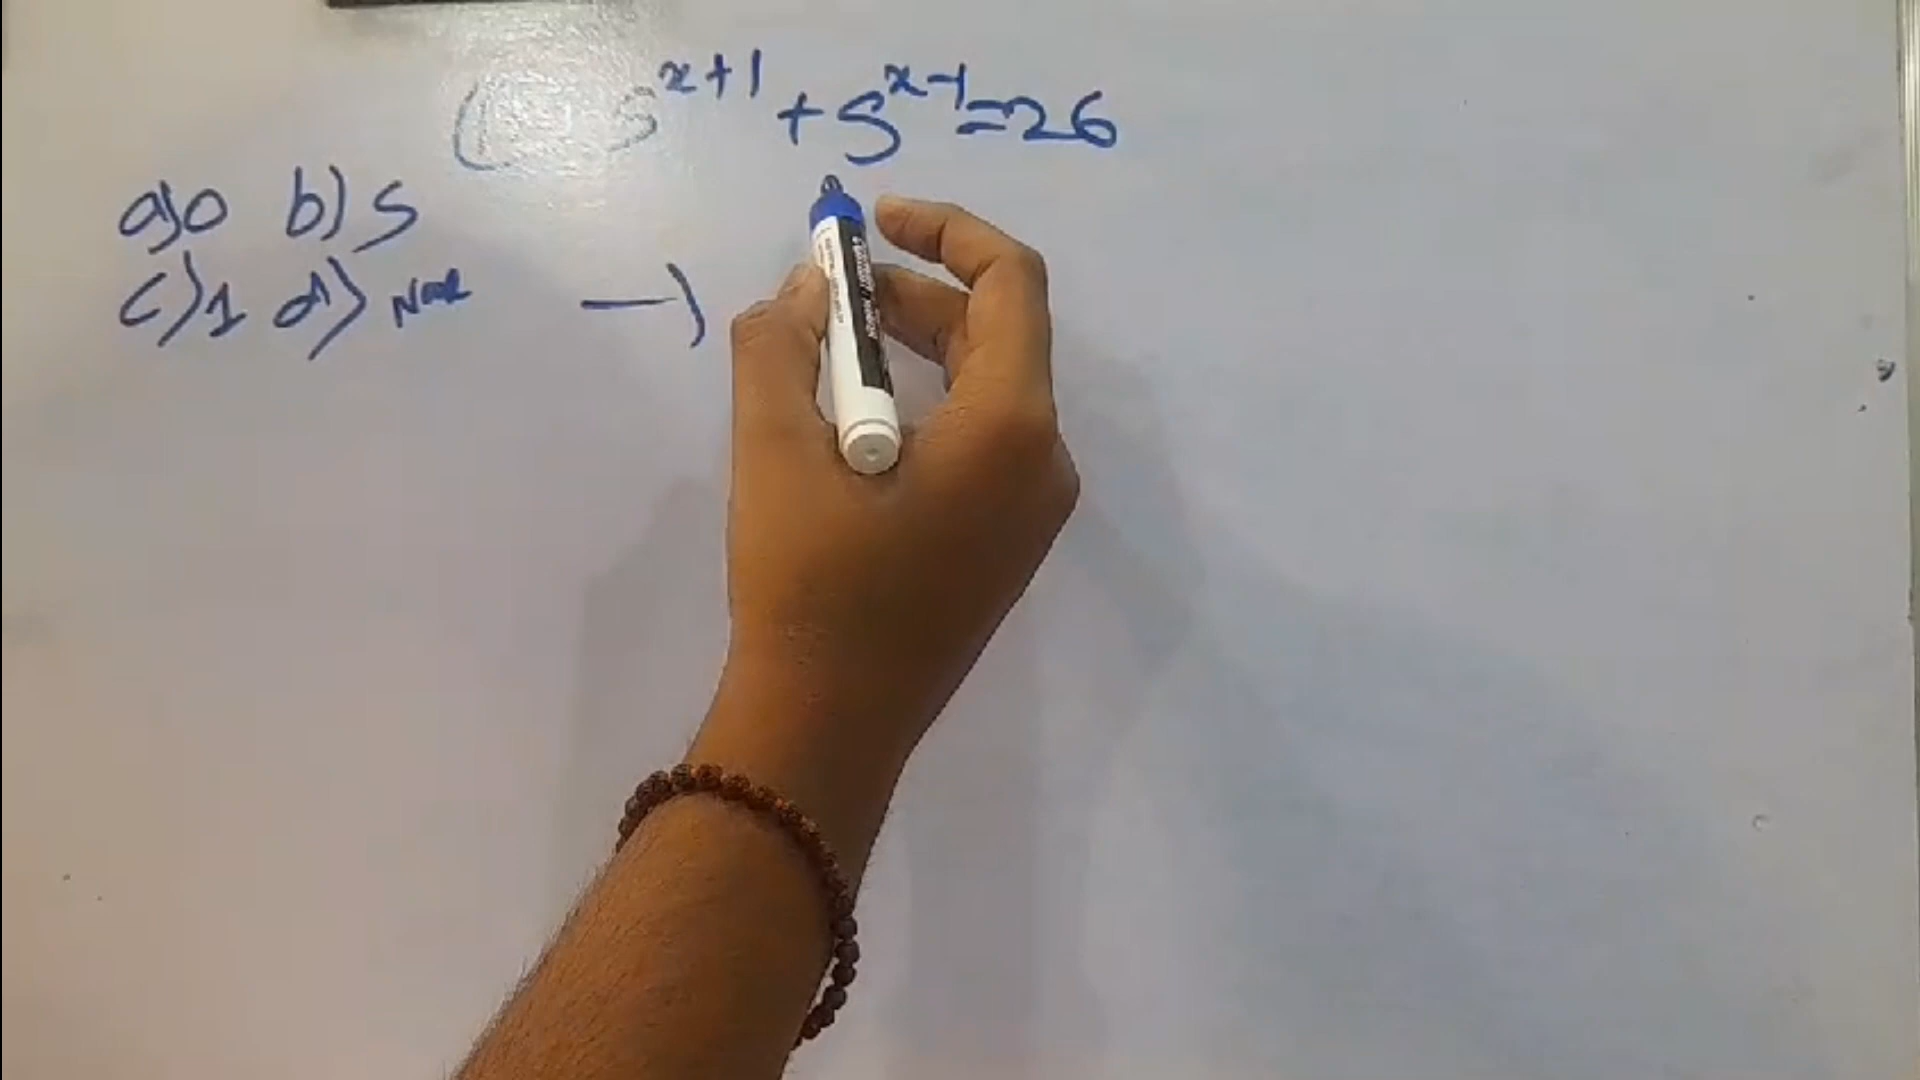 5^{x+1} + 5^{x-1} = 26
a) 0 b) 5
c) 1 d) None